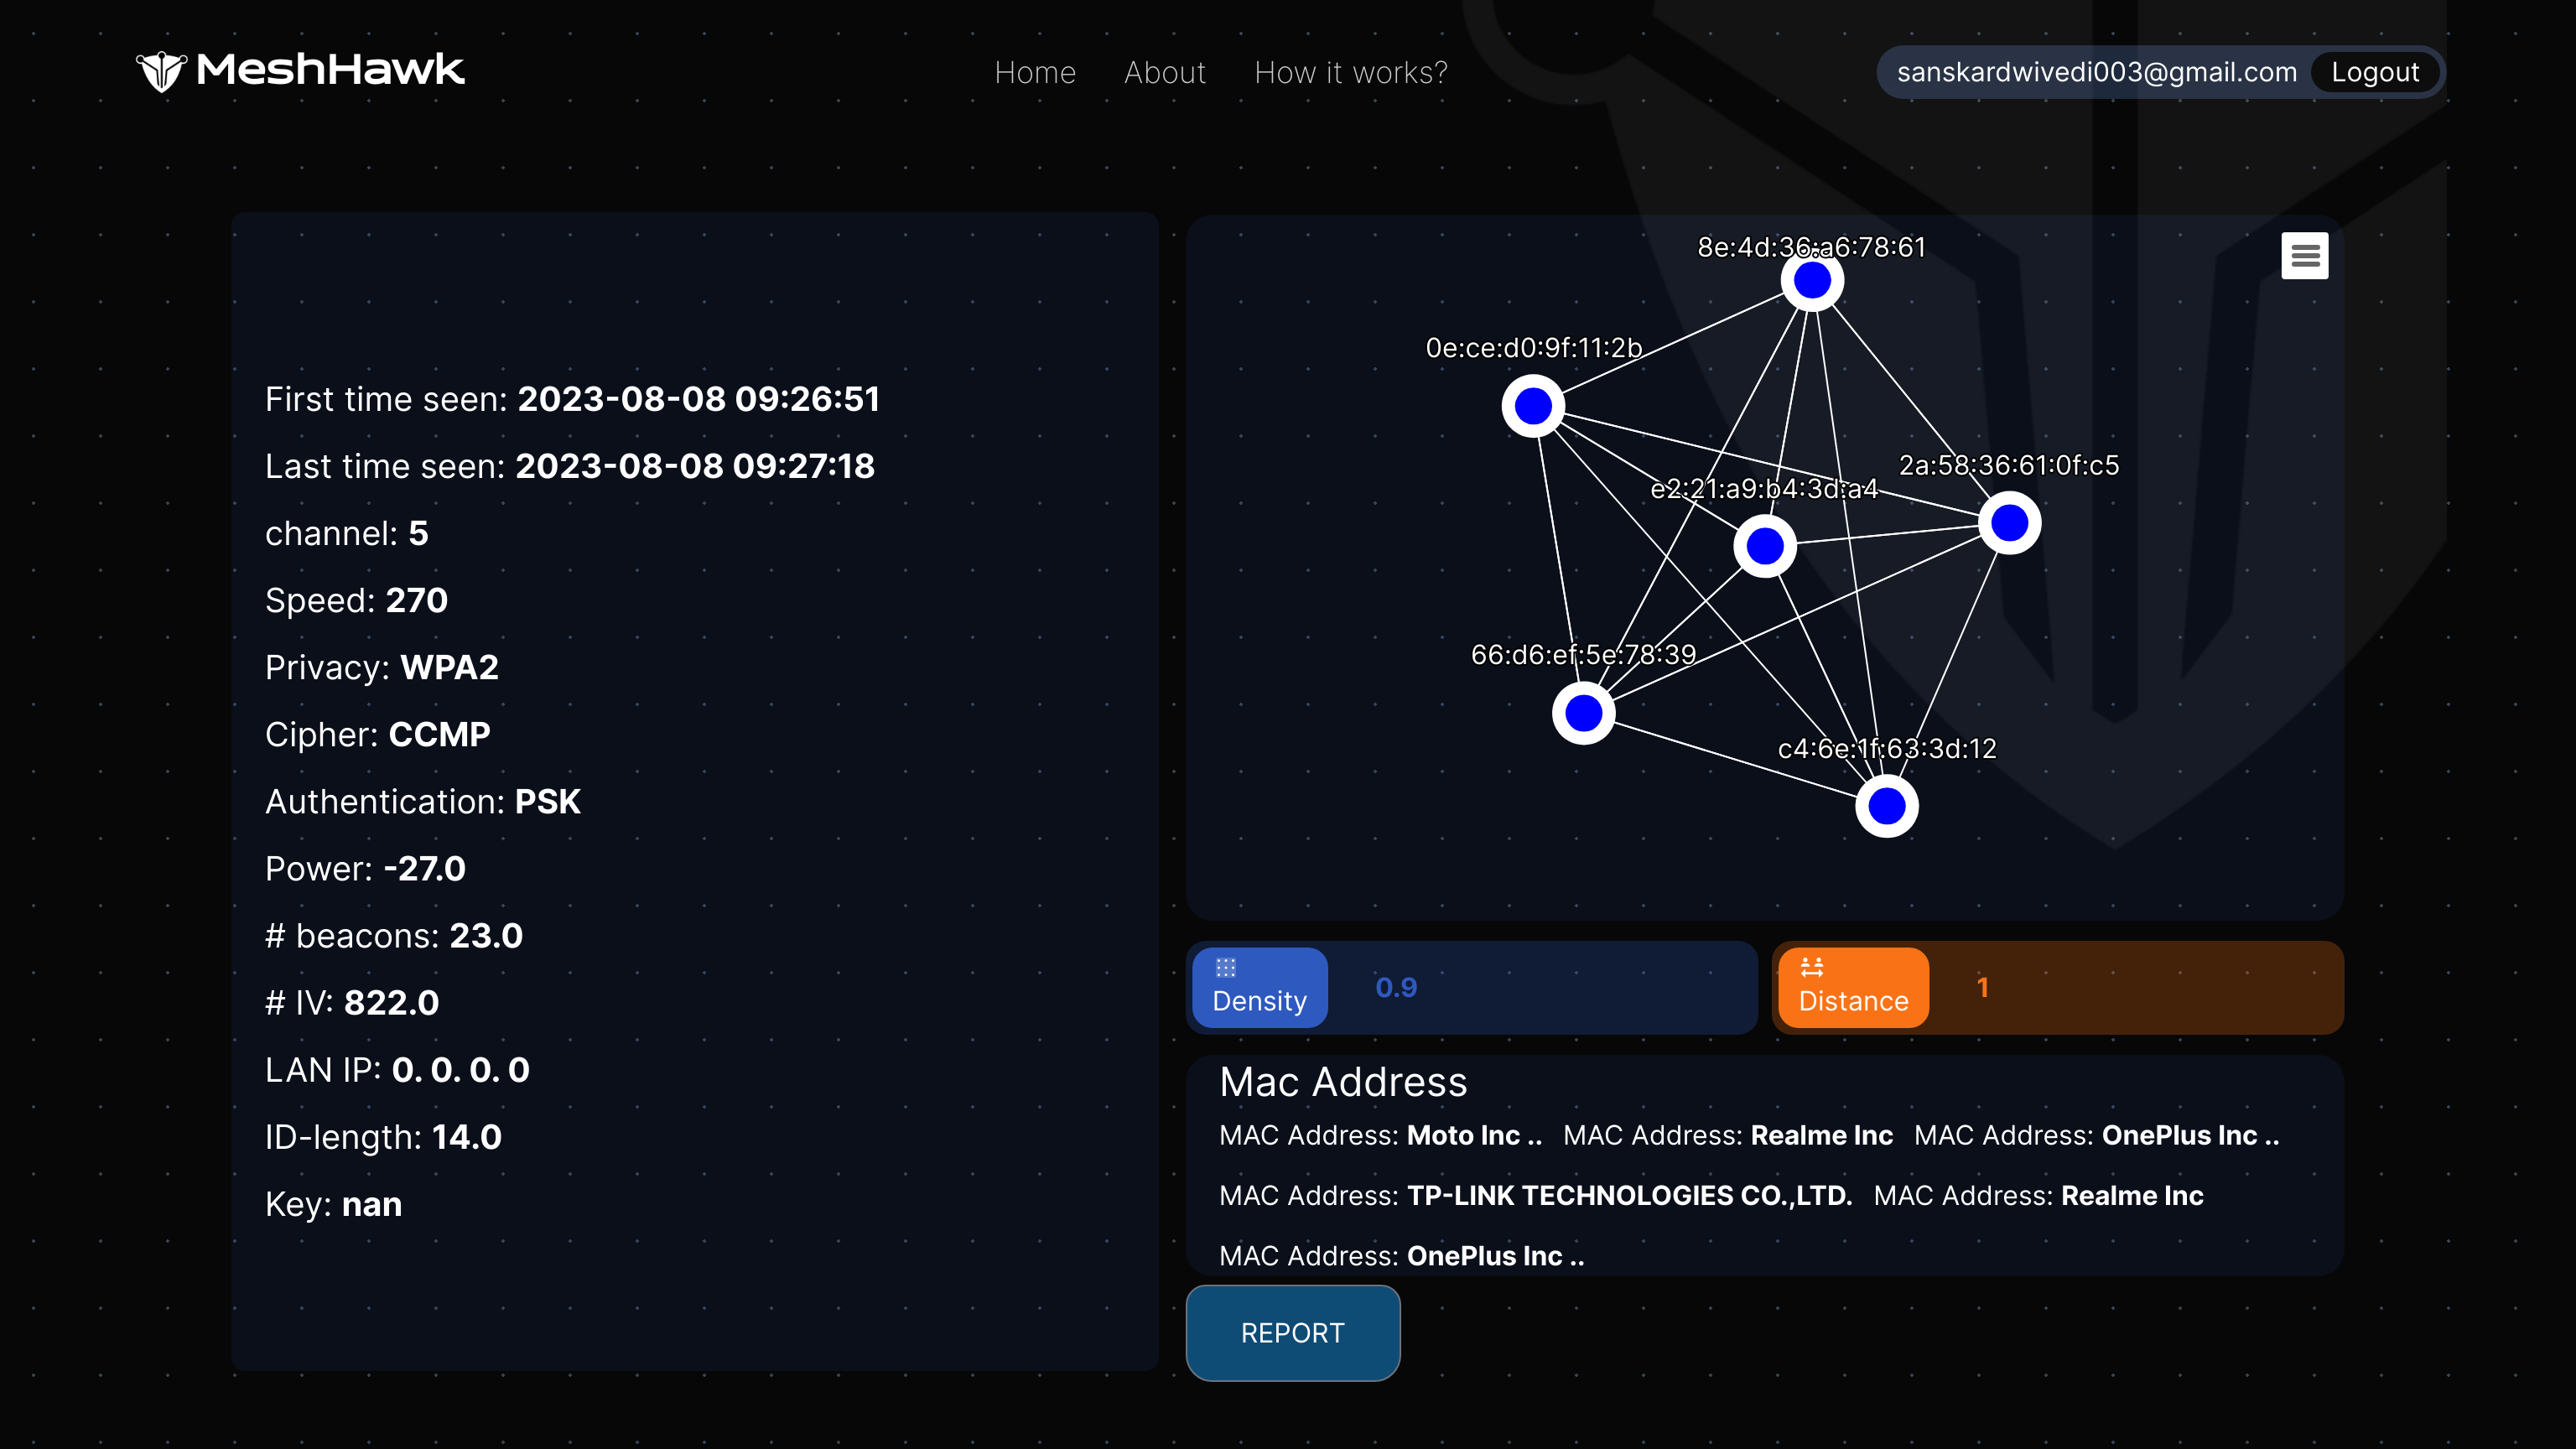 MeshHawk
Home About How it works?
sanskardwivedi003@gmail.com Logout
First time seen: 2023-08-08 09:26:51
Last time seen: 2023-08-08 09:27:18
channel: 5
Speed: 270
Privacy: WPA2
Cipher: CCMP
Authentication: PSK
Power: -27.0
# beacons: 23.0
# IV: 822.0
LAN IP: 0. 0. 0. 0
ID-length: 14.0
Key: nan
8e:4d:36:a6:78:61
0e:ce:d0:9f:11:2b
2a:58:36:61:0f:c5
e2:21:a9:b4:3d:a4
66:d6:ef:5e:78:39
c4:6e:1f:63:3d:12
Density 0.9
Distance 1
Mac Address
MAC Address: Moto Inc .. MAC Address: Realme Inc MAC Address: OnePlus Inc ..
MAC Address: TP-LINK TECHNOLOGIES CO.,LTD. MAC Address: Realme Inc
MAC Address: OnePlus Inc ..
REPORT